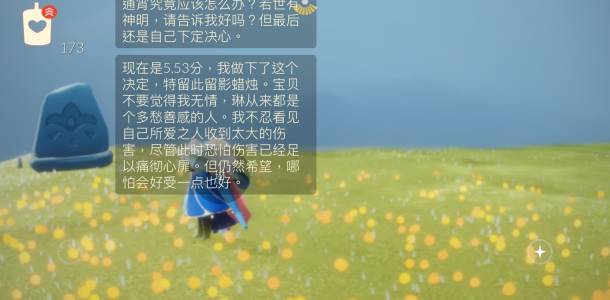 通宵究竟应该怎么办？若世有
神明，请告诉我好吗？但最后
还是自己下定决心。
173
现在是5.53分，我做下了这个
决定，特留此留影蜡烛。宝贝
不要觉得我无情，琳从来都是
个多愁善感的人。我不忍看见
自己所爱之人收到太大的伤
害，尽管此时恐怕伤害已经足
以痛彻心扉。但仍然希望，哪
怕会好受一点也好。